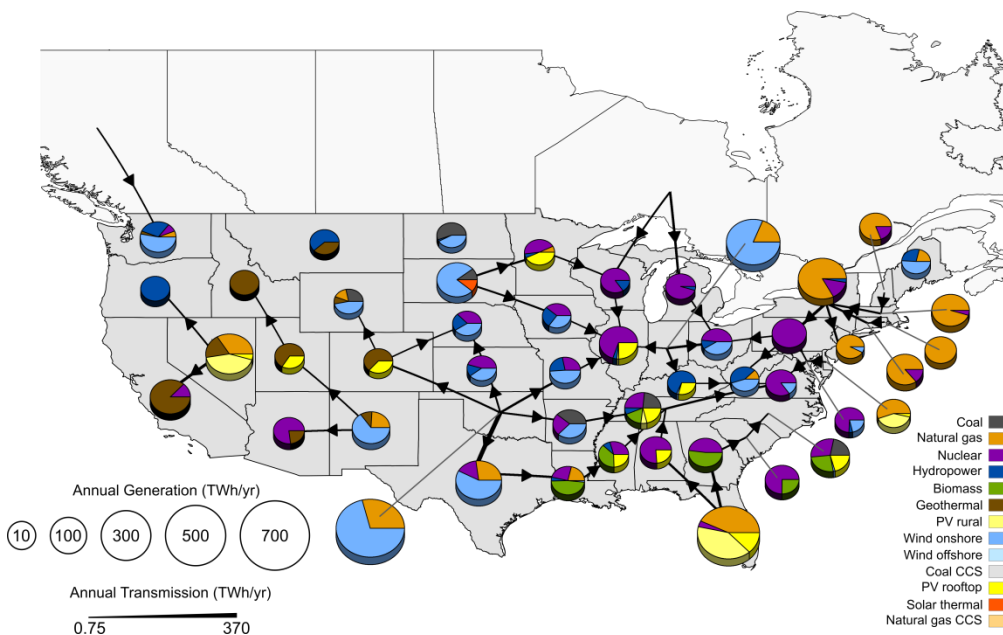 Annual Generation (TWh/yr)
10
100
300
500
700
Annual Transmission (TWh/yr)
0.75
370
Coal
Natural gas
Nuclear
Hydropower
Biomass
Geothermal
PV rural
Wind onshore
Wind offshore
Coal CCS
PV rooftop
Solar thermal
Natural gas CCS